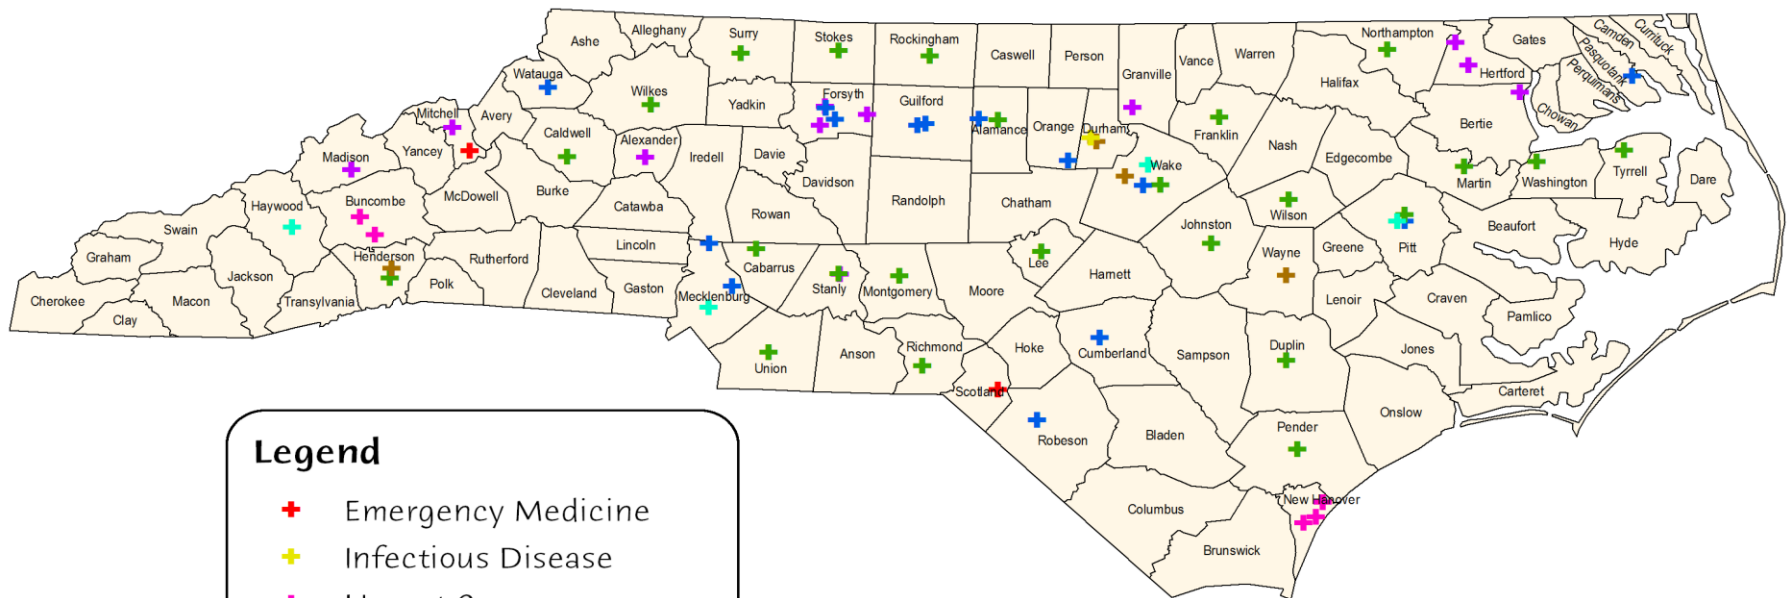 Ashe
Alleghany
Surry
Stokes
Rockingham
Caswell
Person
Granville
Vance
Warren
Northampton
Gates
Camden
Currituck
Pasquotank
Perquimans
Chowan
Hertford
Halifax
Bertie
Watauga
Wilkes
Yadkin
Forsyth
Guilford
Alamance
Orange
Durham
Franklin
Mitchell
Avery
Caldwell
Alexander
Iredell
Davie
Nash
Edgecombe
Martin
Washington
Tyrrell
Dare
Madison
Yancey
McDowell
Burke
Catawba
Davidson
Rowan
Randolph
Chatham
Wake
Wilson
Pitt
Beaufort
Hyde
Haywood
Buncombe
Swain
Graham
Jackson
Henderson
Rutherford
Polk
Lincoln
Cabarrus
Stanly
Montgomery
Moore
Lee
Harnett
Johnston
Wayne
Greene
Lenoir
Craven
Pamlico
Cherokee
Clay
Macon
Transylvania
Cleveland
Gaston
Mecklenburg
Union
Anson
Richmond
Hoke
Cumberland
Sampson
Duplin
Jones
Carteret
Onslow
Scotland
Robeson
Bladen
Pender
New Hanover
Columbus
Brunswick
Legend
Emergency Medicine
Infectious Disease